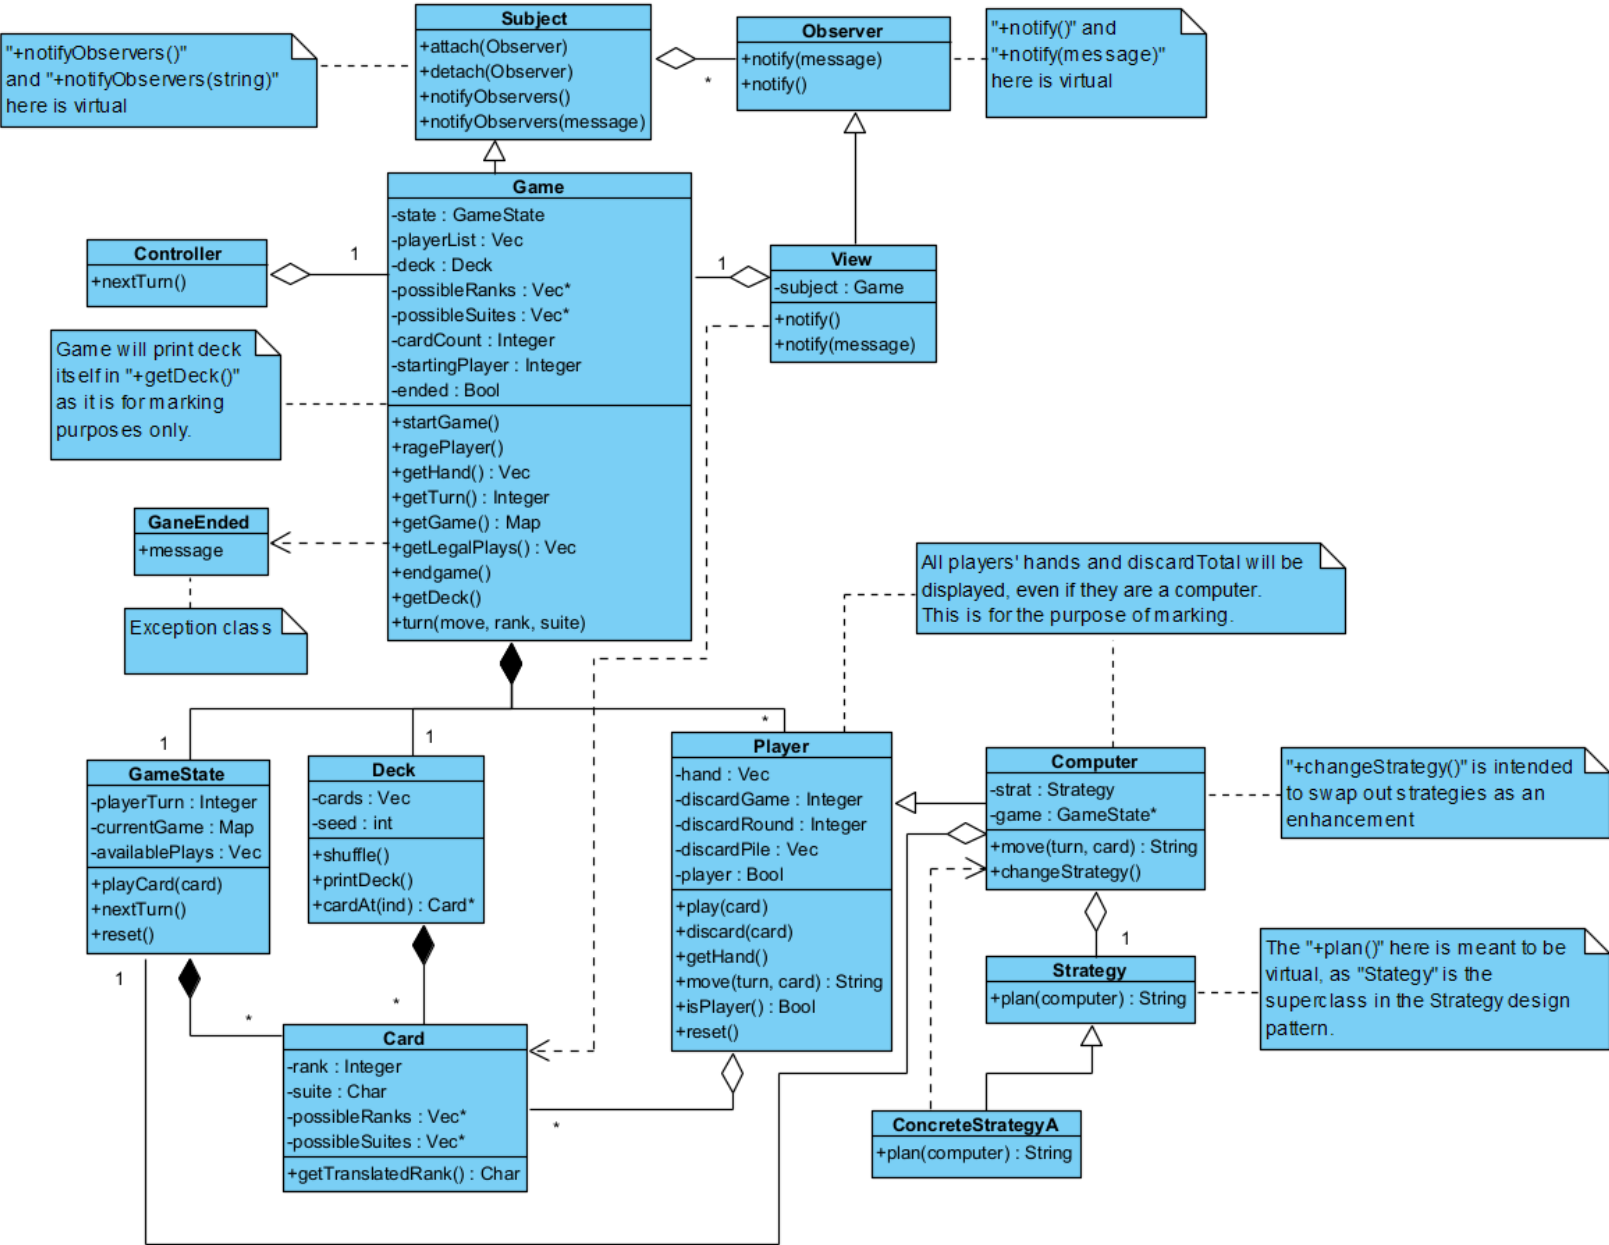 "+notifyObservers()"
and "+notifyObservers(string)"
here is virtual
Subject
+attach(Observer)
+detach(Observer)
+notifyObservers()
+notifyObservers(message)
*
Observer
+notify(message)
+notify()
"+notify()" and
"+notify(message)"
here is virtual
Controller
+nextTurn()
1
Game
-state : GameState
-playerList : Vec
-deck : Deck
-possibleRanks : Vec*
-possibleSuites : Vec*
-cardCount : Integer
-startingPlayer : Integer
-ended : Bool
+startGame()
+ragePlayer()
+getHand() : Vec
+getTurn() : Integer
+getGame() : Map
+getLegalPlays() : Vec
+endgame()
+getDeck()
+turn(move, rank, suite)
1
View
-subject : Game
+notify()
+notify(message)
Game will print deck
itself in "+getDeck()"
as it is for marking
purposes only.
GaneEnded
+message
Exception class
All players' hands and discardTotal will be
displayed, even if they are a computer.
This is for the purpose of marking.
1
1
*
GameState
-playerTurn : Integer
-currentGame : Map
-availablePlays : Vec
+playCard(card)
+nextTurn()
+reset()
Deck
-cards : Vec
-seed : int
+shuffle()
+printDeck()
+cardAt(ind) : Card*
Player
-hand : Vec
-discardGame : Integer
-discardRound : Integer
-discardPile : Vec
-player : Bool
+play(card)
+discard(card)
+getHand()
+move(turn, card) : String
+isPlayer() : Bool
+reset()
Computer
-strat : Strategy
-game : GameState*
+move(turn, card) : String
+changeStrategy()
"+changeStrategy()" is intended
to swap out strategies as an
enhancement
1
Strategy
+plan(computer) : String
The "+plan()" here is meant to be
virtual, as "Stategy" is the
superclass in the Strategy design
pattern.
1
*
*
Card
-rank : Integer
-suite : Char
-possibleRanks : Vec*
-possibleSuites : Vec*
+getTranslatedRank() : Char
*
ConcreteStrategyA
+plan(computer) : String